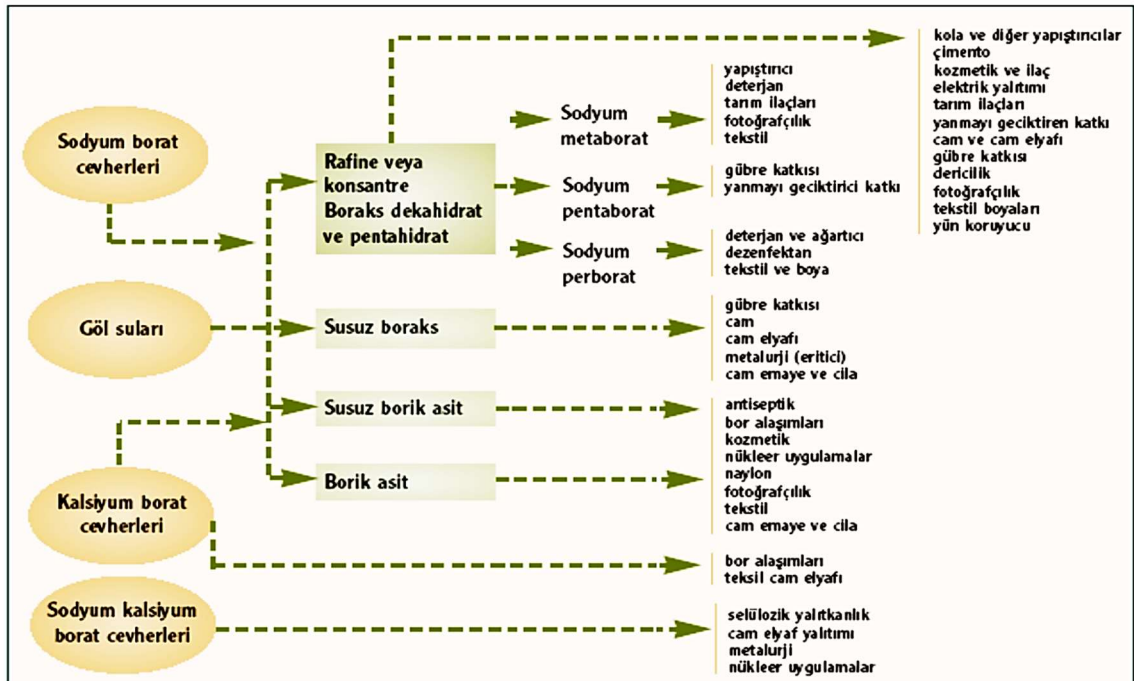 Sodyum borat
cevherleri
Göl suları
Kalsiyum borat
cevherleri
Sodyum kalsiyum
borat cevherleri
Rafine veya
konsantre
Boraks dekahidrat
ve pentahidrat
Susuz boraks
Susuz borik asit
Borik asit
Sodyum
metaborat
Sodyum
pentaborat
Sodyum
perborat
yapıştırıcı
deterjan
tarım ilaçları
fotoğrafçılık
tekstil
gübre katkısı
yanmayı geciktirici katkı
deterjan ve ağartıcı
dezenfektan
tekstil ve boya
gübre katkısı
cam
cam elyafı
metalurji (eritici)
cam emaye ve cila
antiseptik
bor alaşımları
kozmetik
nükleer uygulamalar
naylon
fotoğrafçılık
tekstil
cam emaye ve cila
bor alaşımları
teksil cam elyafı
selülozik yalıtkanlık
cam elyaf yalıtımı
metalurji
nükleer uygulamalar
kola ve diğer yapıştırıcılar
çimento
kozmetik ve ilaç
elektrik yalıtımı
tarım ilaçları
yanmayı geciktiren katkı
cam ve cam elyafı
gübre katkısı
dericilik
fotoğrafçılık
tekstil boyaları
yün koruyucu